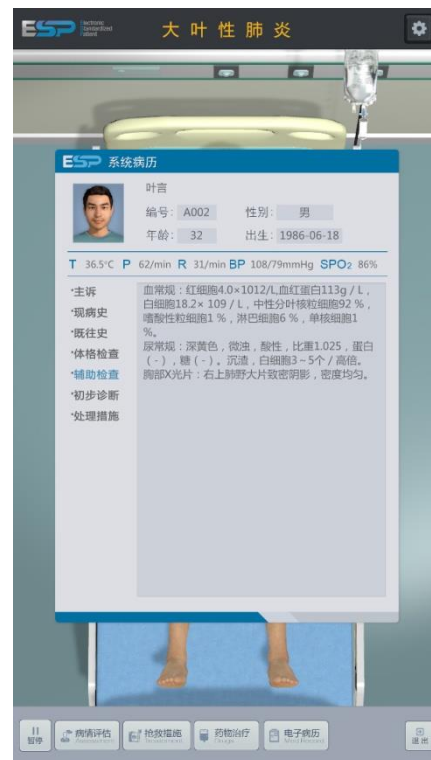 ESP Electronic Standardized Patient
大叶性肺炎
ESP 系统病历
叶言
编号: A002 性别: 男
年龄: 32 出生: 1986-06-18
T 36.5°C P 62/min R 31/min BP 108/79mmHg SPO2 86%
·主诉
·现病史
·既往史
·体格检查
·辅助检查
·初步诊断
·处理措施
血常规：红细胞4.0×1012/L,血红蛋白113g / L，
白细胞18.2× 109 / L，中性分叶核粒细胞92 %，
嗜酸性粒细胞1 %，淋巴细胞6 %，单核细胞1
%。
尿常规：深黄色，微浊，酸性，比重1.025，蛋白
(-)，糖 (-)。沉渣，白细胞3～5个 / 高倍。
胸部X光片：右上肺野大片致密阴影，密度均匀。
暂停
病情评估
抢救措施
药物治疗
电子病历
退出